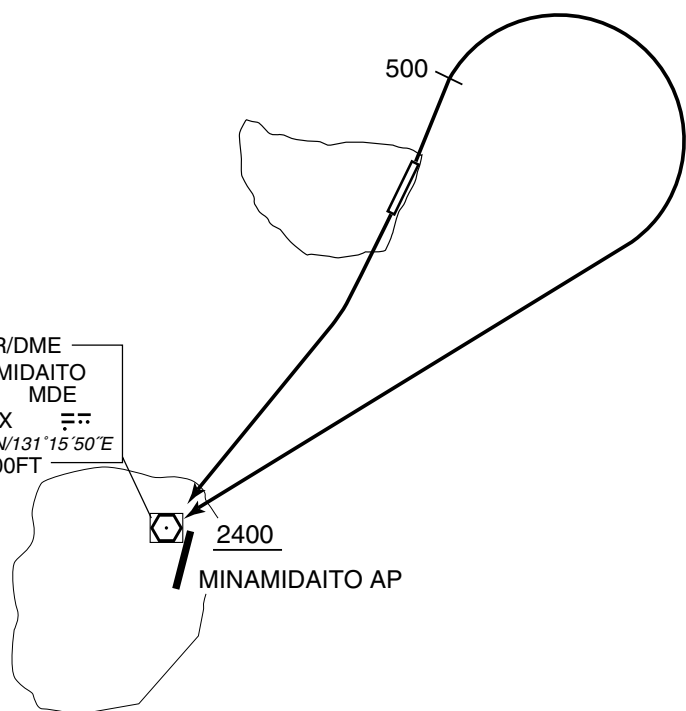 500
R/DME
MIDAITO
MDE
X
N/131°15´50˝E
00FT
2400
MINAMIDAITO AP